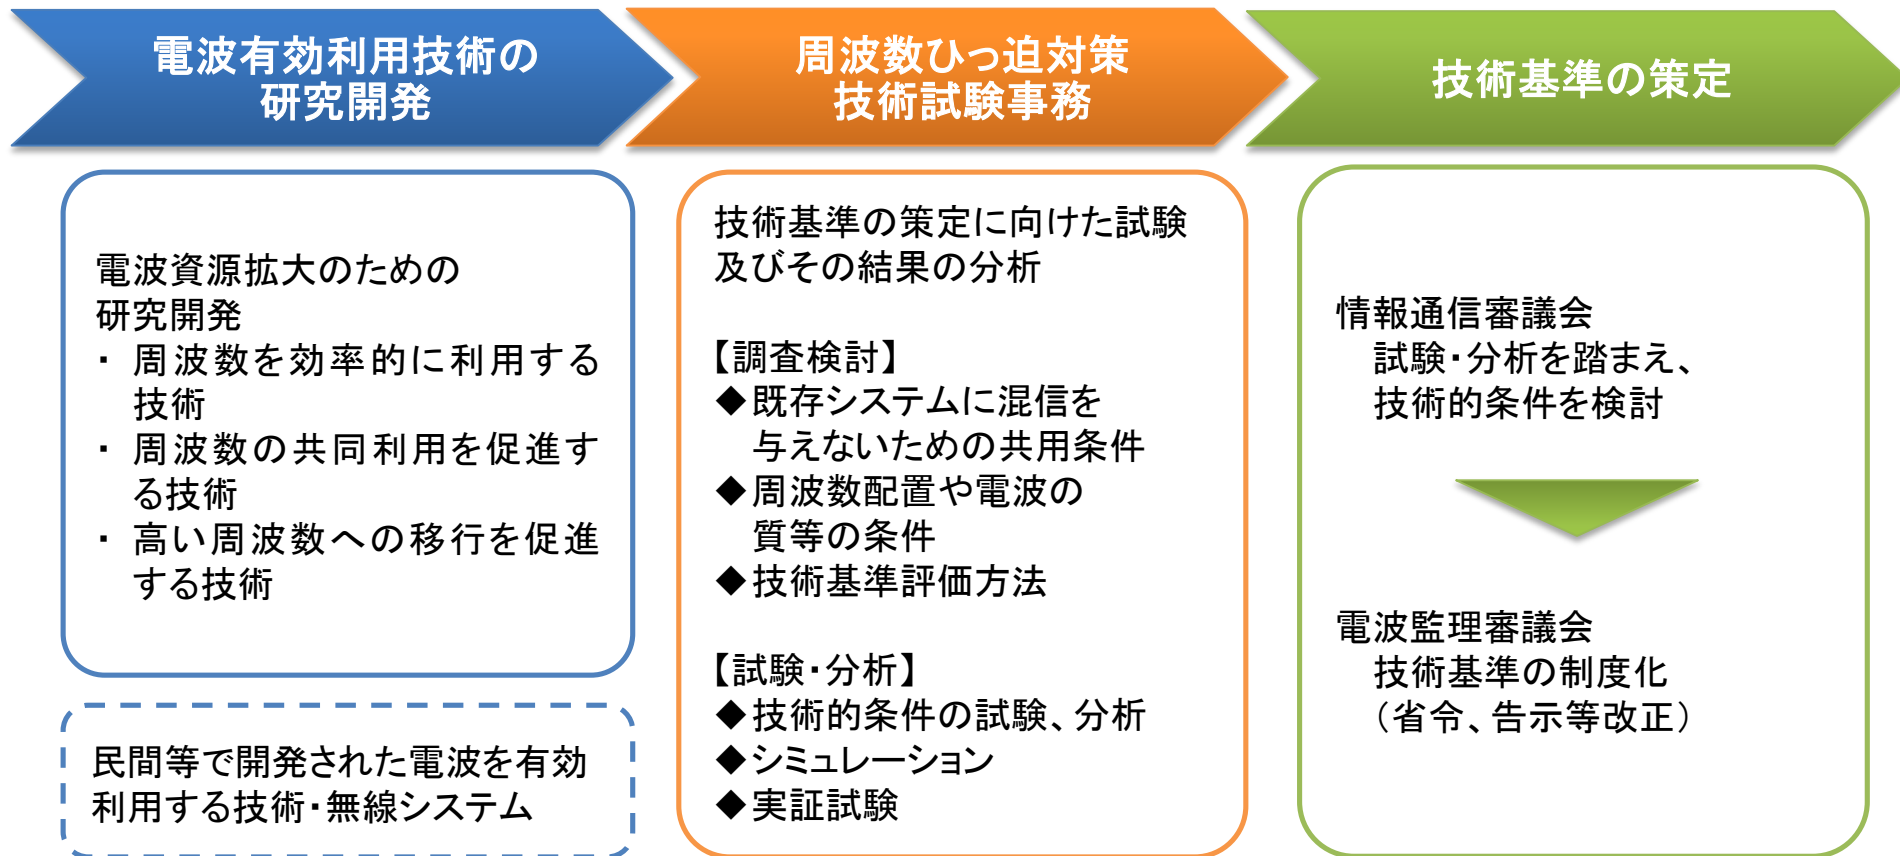 電波有効利用技術の
研究開発
周波数ひっ迫対策
技術試験事務
技術基準の策定
電波資源拡大のための
研究開発
・ 周波数を効率的に利用する
技術
・ 周波数の共同利用を促進す
る技術
・ 高い周波数への移行を促進
する技術
民間等で開発された電波を有効
利用する技術・無線システム
技術基準の策定に向けた試験
及びその結果の分析
【調査検討】
◆既存システムに混信を
与えないための共用条件
◆周波数配置や電波の
質等の条件
◆技術基準評価方法
【試験・分析】
◆技術的条件の試験、分析
◆シミュレーション
◆実証試験
情報通信審議会
試験・分析を踏まえ、
技術的条件を検討
電波監理審議会
技術基準の制度化
（省令、告示等改正）